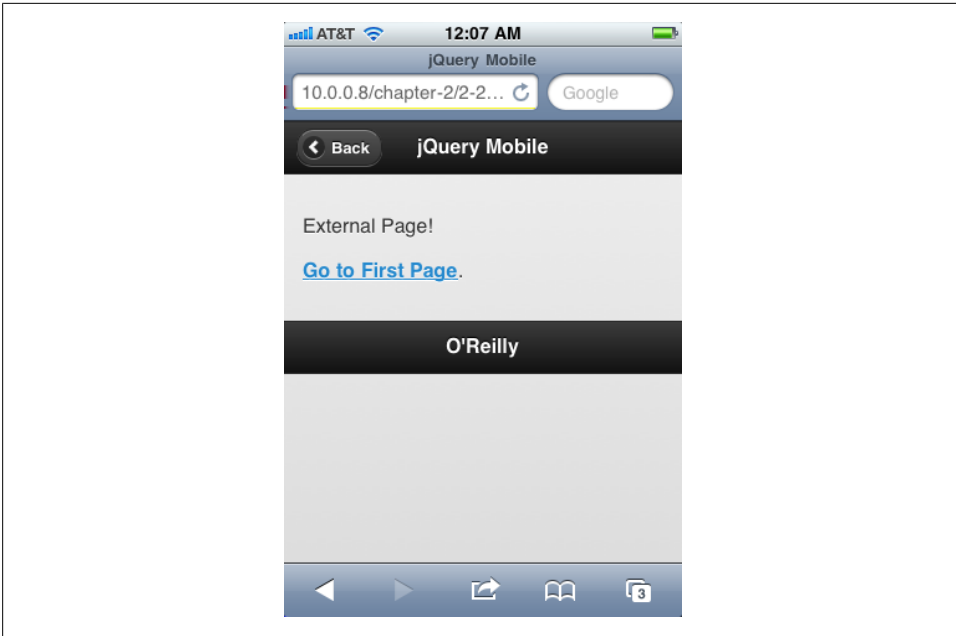 AT&T 12:07 AM
jQuery Mobile
10.0.0.8/chapter-2/2-2... Google
Back jQuery Mobile
External Page!
Go to First Page.
O'Reilly
3